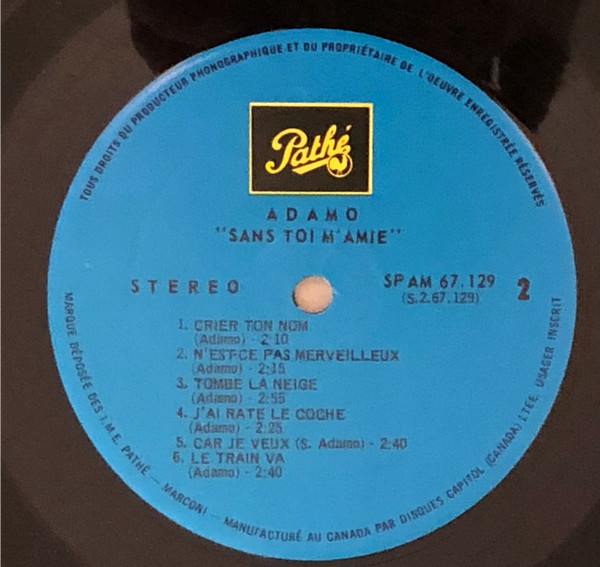 TOUS DROITS DU PRODUCTEUR PHONOGRAPHIQUE ET DU PROPRIÉTAIRE DE L'OEUVRE ENREGISTRÉE RÉSERVÉS
Pathé
ADAMO
"SANS TOI M'AMIE"
STEREO
SPAM 67.129
(S.2.67.129)
2
1. CRIER TON NOM
(Adamo) - 2:10
2. N'EST-CE PAS MERVEILLEUX
(Adamo) - 2:15
3. TOMBE LA NEIGE
(Adamo) - 2:55
4. J'AI RATE LE COCHE
(Adamo) - 2:25
5. CAR JE VEUX (S. Adamo) - 2:40
6. LE TRAIN VA
(Adamo) - 2:40
MARQUE DÉPOSÉE DES I.M.E. PATHÉ - MARCONI - MANUFACTURÉ AU CANADA PAR DISQUES CAPITOL (CANADA) LTEE. USAGER INSCRIT